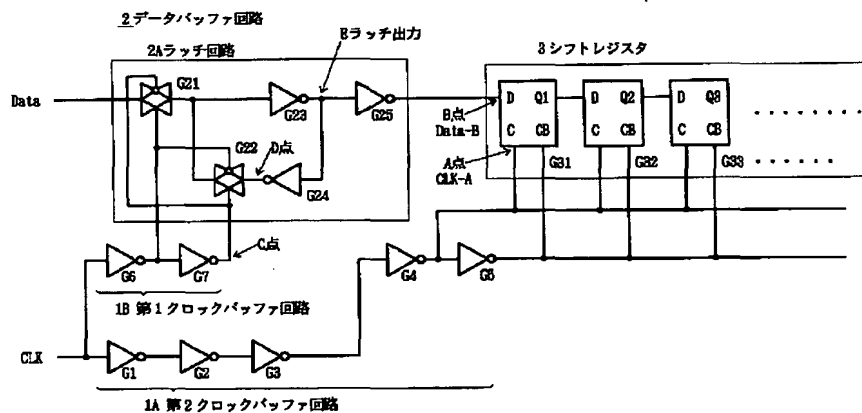 2データバッファ回路
2Aラッチ回路
Eラッチ出力
3シフトレジスタ
Data
G21
G23
G25
D Q1
C CB
D Q2
C CB
D Q3
C CB
・・・・・・・・
・・・・・・
B点
Data-B
A点
CLK-A
G31
G32
G33
G22
D点
G24
C点
G6
G7
G4
G5
1B 第1クロックバッファ回路
CLK
G1
G2
G3
1A 第2クロックバッファ回路